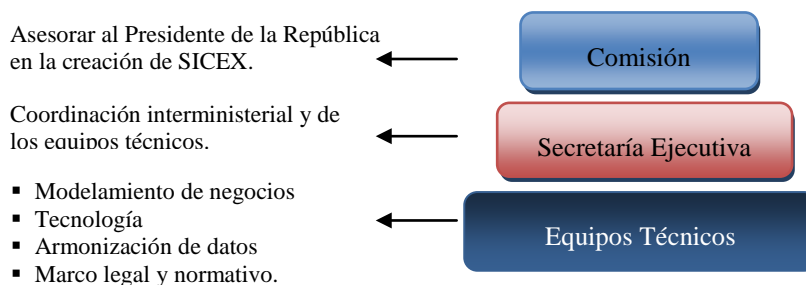 Asesorar al Presidente de la República
en la creación de SICEX.
Comisión
Coordinación interministerial y de
los equipos técnicos.
Secretaría Ejecutiva
▪ Modelamiento de negocios
▪ Tecnología
▪ Armonización de datos
▪ Marco legal y normativo.
Equipos Técnicos